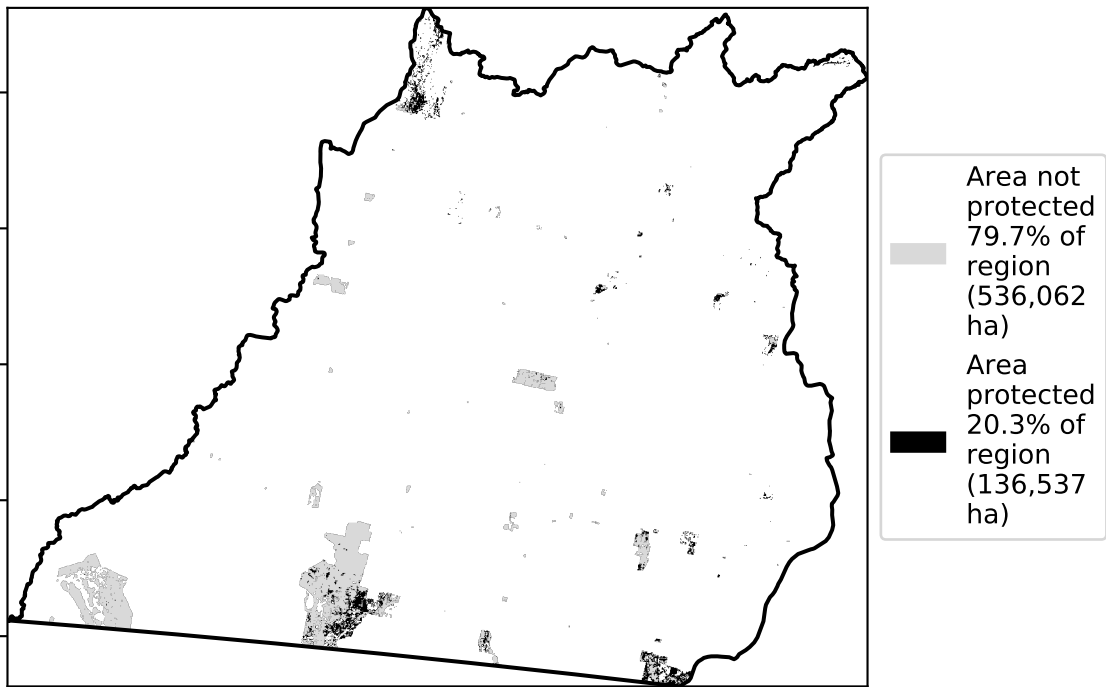 Area not
protected
79.7% of
region
(536,062
ha)
Area
protected
20.3% of
region
(136,537
ha)